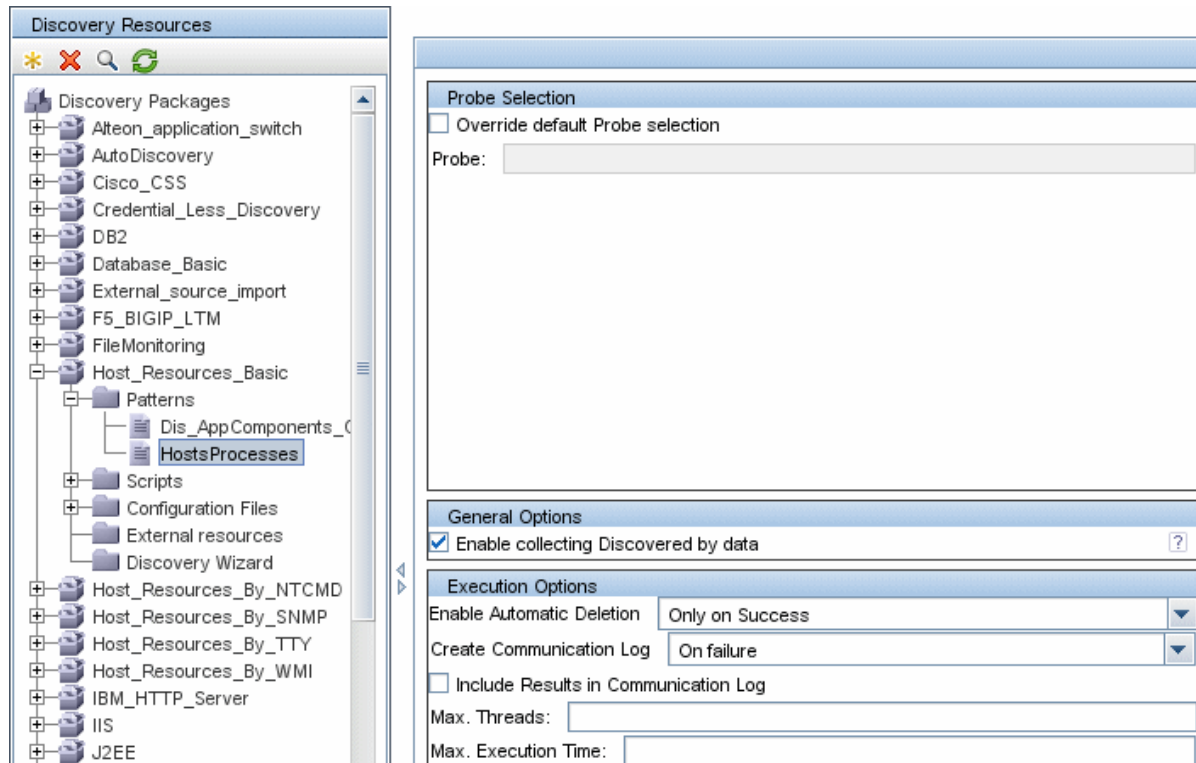 Discovery Resources
Discovery Packages
Alteon_application_switch
AutoDiscovery
Cisco_CSS
Credential_Less_Discovery
DB2
Database_Basic
External_source_import
F5_BIGIP_LTM
FileMonitoring
Host_Resources_Basic
Patterns
Dis_AppComponents_
HostsProcesses
Scripts
Configuration Files
External resources
Discovery Wizard
Host_Resources_By_NTCMD
Host_Resources_By_SNMP
Host_Resources_By_TTY
Host_Resources_By_WMI
IBM_HTTP_Server
IIS
J2EE
Probe Selection
Override default Probe selection
Probe:
General Options
Enable collecting Discovered by data
?
Execution Options
Enable Automatic Deletion Only on Success
Create Communication Log On failure
Include Results in Communication Log
Max. Threads:
Max. Execution Time: